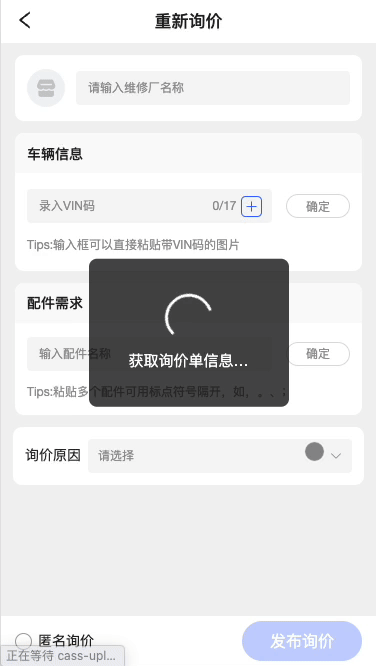 重新询价
请输入维修厂名称
车辆信息
录入VIN码 0/17 确定
Tips:输入框可以直接粘贴带VIN码的图片
配件需求
获取询价单信息...
输入配件名称 确定
Tips:粘贴多个配件可用标点符号隔开，如，。、;
询价原因 请选择
匿名询价 发布询价
正在等待 cass-upl...